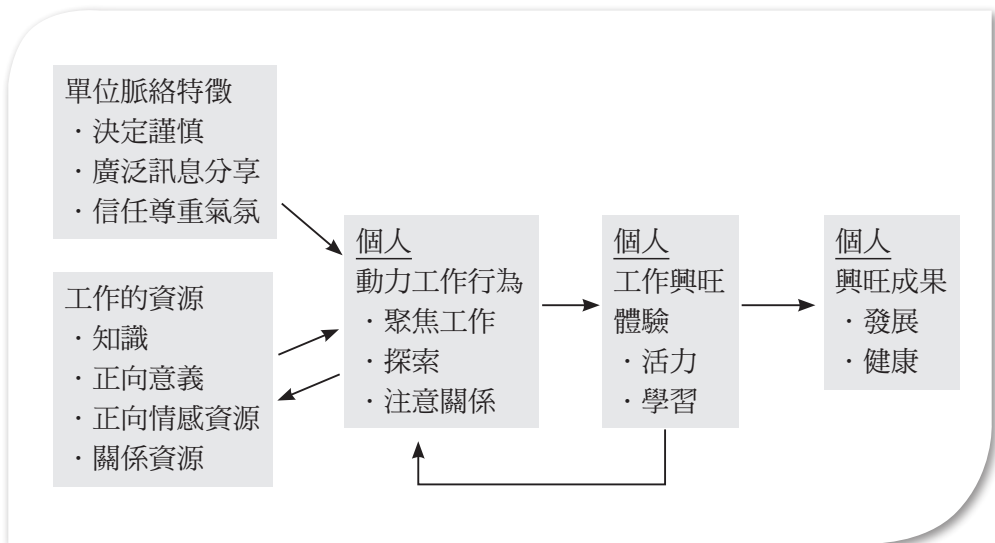 單位脈絡特徵
・決定謹慎
・廣泛訊息分享
・信任尊重氣氛
工作的資源
・知識
・正向意義
・正向情感資源
・關係資源
個人
動力工作行為
・聚焦工作
・探索
・注意關係
個人
工作興旺
體驗
・活力
・學習
個人
興旺成果
・發展
・健康